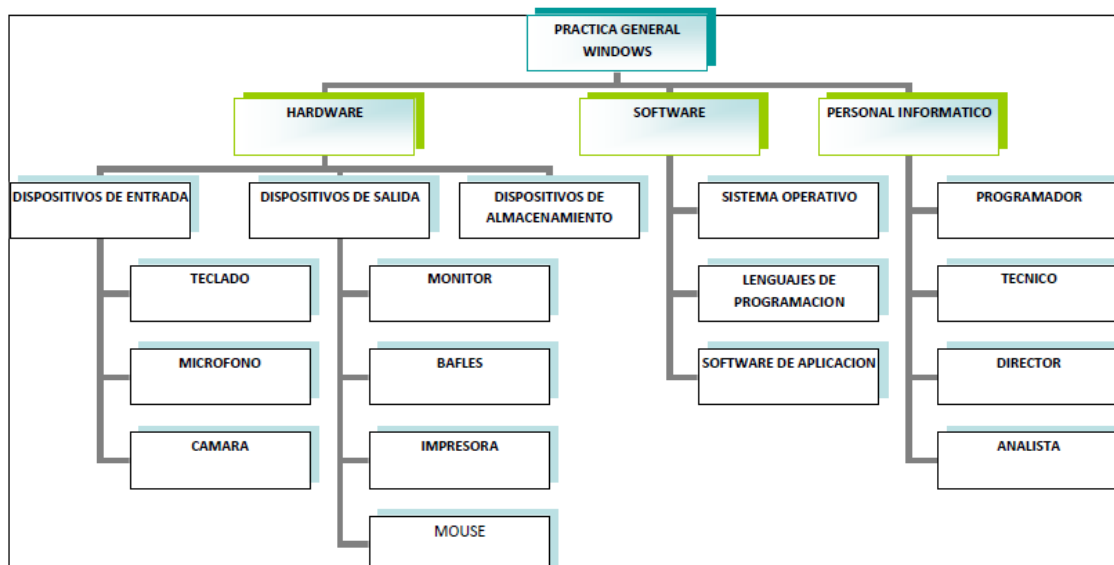 PRACTICA GENERAL
WINDOWS
HARDWARE
SOFTWARE
PERSONAL INFORMATICO
DISPOSITIVOS DE ENTRADA
DISPOSITIVOS DE SALIDA
DISPOSITIVOS DE
ALMACENAMIENTO
SISTEMA OPERATIVO
PROGRAMADOR
TECLADO
MONITOR
LENGUAJES DE
PROGRAMACION
TECNICO
MICROFONO
BAFLES
SOFTWARE DE APLICACION
DIRECTOR
CAMARA
IMPRESORA
ANALISTA
MOUSE